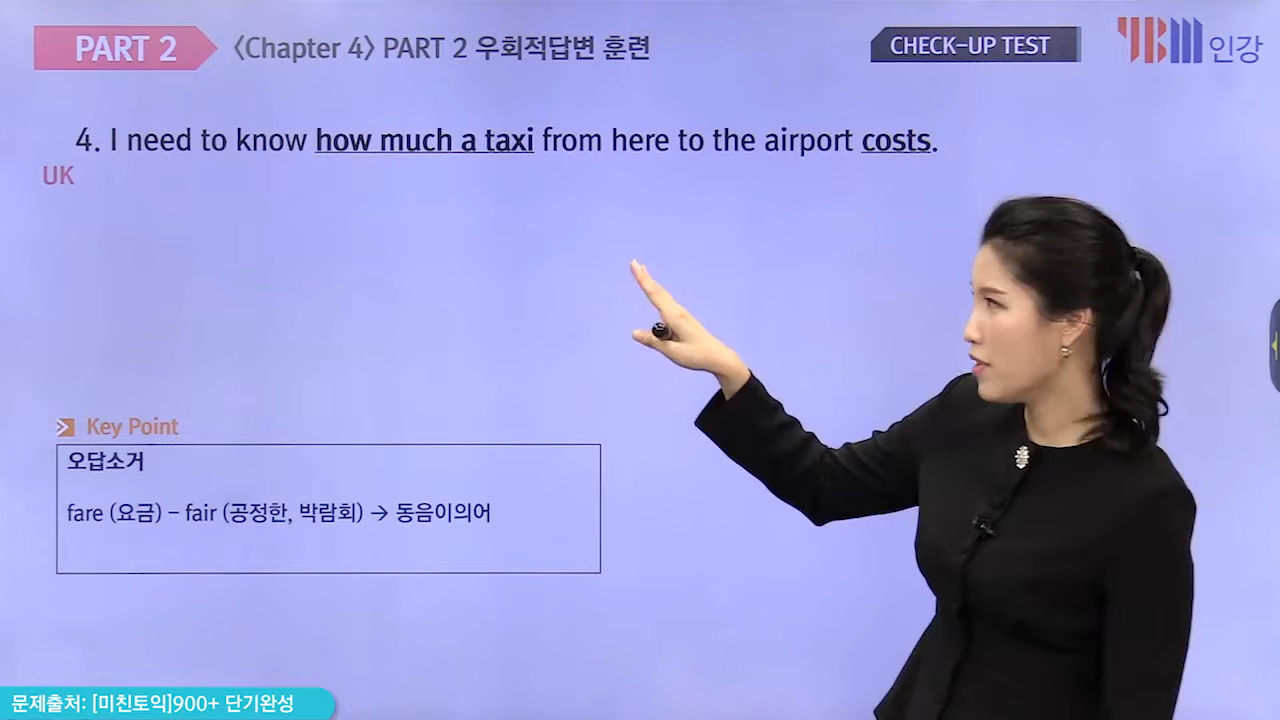 PART 2
〈Chapter 4〉 PART 2 우회적답변 훈련
CHECK-UP TEST
YBM 인강
4. I need to know how much a taxi from here to the airport costs.
UK
Key Point
오답소거
fare (요금) – fair (공정한, 박람회) → 동음이의어
문제출처: [미친토익]900+ 단기완성